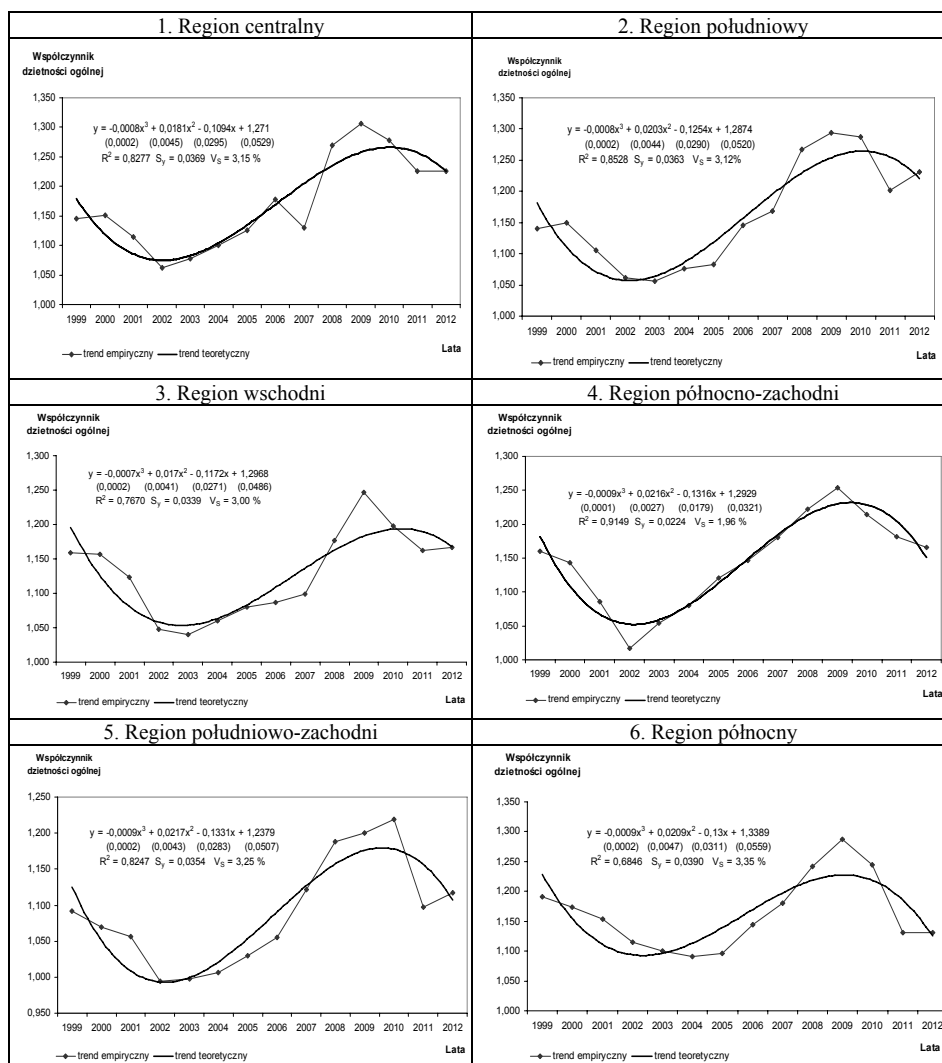 1. Region centralny
Współczynnik
dzietności ogólnej
1,350
1,300
1,250
1,200
1,150
1,100
1,050
1,000
y = -0,0008x³ + 0,0181x² - 0,1094x + 1,271
(0,0002) (0,0045) (0,0295) (0,0529)
R² = 0,8277 Sy = 0,0369 VS = 3,15 %
1999 2000 2001 2002 2003 2004 2005 2006 2007 2008 2009 2010 2011 2012
Lata
trend empiryczny trend teoretyczny
2. Region południowy
Współczynnik
dzietności ogólnej
1,350
1,300
1,250
1,200
1,150
1,100
1,050
1,000
y = -0,0008x³ + 0,0203x² - 0,1254x + 1,2874
(0,0002) (0,0044) (0,0290) (0,0520)
R² = 0,8528 Sy = 0,0363 VS = 3,12%
1999 2000 2001 2002 2003 2004 2005 2006 2007 2008 2009 2010 2011 2012
Lata
trend empiryczny trend teoretyczny
3. Region wschodni
Współczynnik
dzietności ogólnej
1,300
1,250
1,200
1,150
1,100
1,050
1,000
y = -0,0007x³ + 0,017x² - 0,1172x + 1,2968
(0,0002) (0,0041) (0,0271) (0,0486)
R² = 0,7670 Sy = 0,0339 VS = 3,00 %
1999 2000 2001 2002 2003 2004 2005 2006 2007 2008 2009 2010 2011 2012
Lata
trend empiryczny trend teoretyczny
4. Region północno-zachodni
Współczynnik
dzietności ogólnej
1,300
1,250
1,200
1,150
1,100
1,050
1,000
y = -0,0009x³ + 0,0216x² - 0,1316x + 1,2929
(0,0001) (0,0027) (0,0179) (0,0321)
R² = 0,9149 Sy = 0,0224 VS = 1,96 %
1999 2000 2001 2002 2003 2004 2005 2006 2007 2008 2009 2010 2011 2012
Lata
trend empiryczny trend teoretyczny
5. Region południowo-zachodni
Współczynnik
dzietności ogólnej
1,250
1,200
1,150
1,100
1,050
1,000
0,950
y = -0,0009x³ + 0,0217x² - 0,1331x + 1,2379
(0,0002) (0,0043) (0,0283) (0,0507)
R² = 0,8247 Sy = 0,0354 VS = 3,25 %
1999 2000 2001 2002 2003 2004 2005 2006 2007 2008 2009 2010 2011 2012
Lata
trend empiryczny trend teoretyczny
6. Region północny
Współczynnik
dzietności ogólnej
1,350
1,300
1,250
1,200
1,150
1,100
1,050
1,000
y = -0,0009x³ + 0,0209x² - 0,13x + 1,3389
(0,0002) (0,0047) (0,0311) (0,0559)
R² = 0,6846 Sy = 0,0390 VS = 3,35 %
1999 2000 2001 2002 2003 2004 2005 2006 2007 2008 2009 2010 2011 2012
Lata
trend empiryczny trend teoretyczny